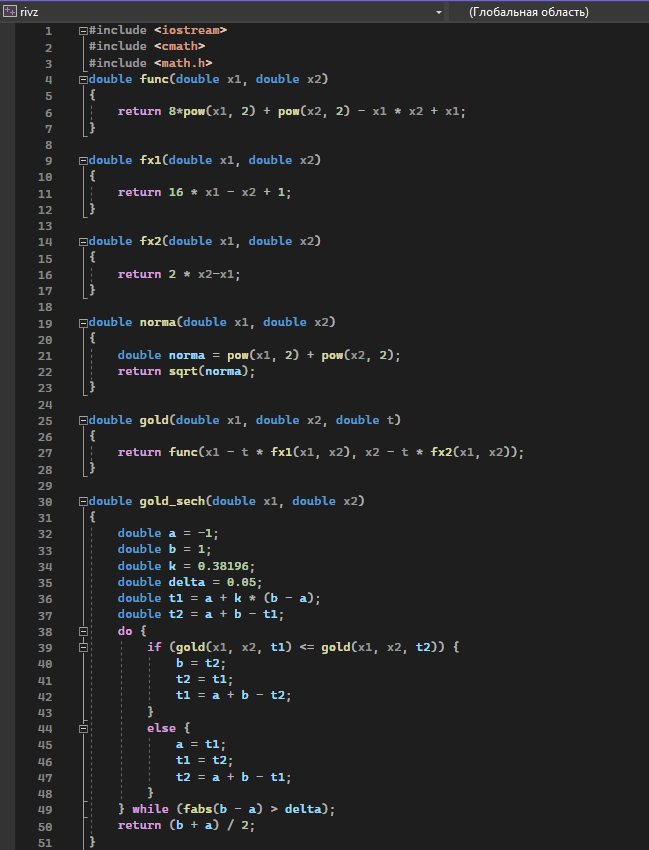 rivz (Глобальная область)
1 #include <iostream>
2 #include <cmath>
3 #include <math.h>
4 double func(double x1, double x2)
5 {
6 return 8*pow(x1, 2) + pow(x2, 2) - x1 * x2 + x1;
7 }
8
9 double fx1(double x1, double x2)
10 {
11 return 16 * x1 - x2 + 1;
12 }
13
14 double fx2(double x1, double x2)
15 {
16 return 2 * x2-x1;
17 }
18
19 double norma(double x1, double x2)
20 {
21 double norma = pow(x1, 2) + pow(x2, 2);
22 return sqrt(norma);
23 }
24
25 double gold(double x1, double x2, double t)
26 {
27 return func(x1 - t * fx1(x1, x2), x2 - t * fx2(x1, x2));
28 }
29
30 double gold_sech(double x1, double x2)
31 {
32 double a = -1;
33 double b = 1;
34 double k = 0.38196;
35 double delta = 0.05;
36 double t1 = a + k * (b - a);
37 double t2 = a + b - t1;
38 do {
39 if (gold(x1, x2, t1) <= gold(x1, x2, t2)) {
40 b = t2;
41 t2 = t1;
42 t1 = a + b - t2;
43 }
44 else {
45 a = t1;
46 t1 = t2;
47 t2 = a + b - t1;
48 }
49 } while (fabs(b - a) > delta);
50 return (b + a) / 2;
51 }